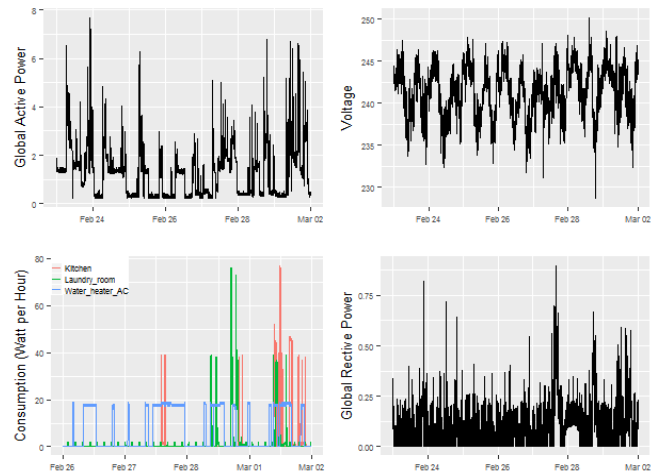 Global Active Power
8
6
4
2
0
Feb 24
Feb 26
Feb 28
Mar 02
Voltage
250
245
240
235
230
Feb 24
Feb 26
Feb 28
Mar 02
Consumption (Watt per Hour)
80
60
40
20
0
Kitchen
Laundry_room
Water_heater_AC
Feb 26
Feb 27
Feb 28
Mar 01
Mar 02
Global Rective Power
0.75
0.50
0.25
0.00
Feb 24
Feb 26
Feb 28
Mar 02